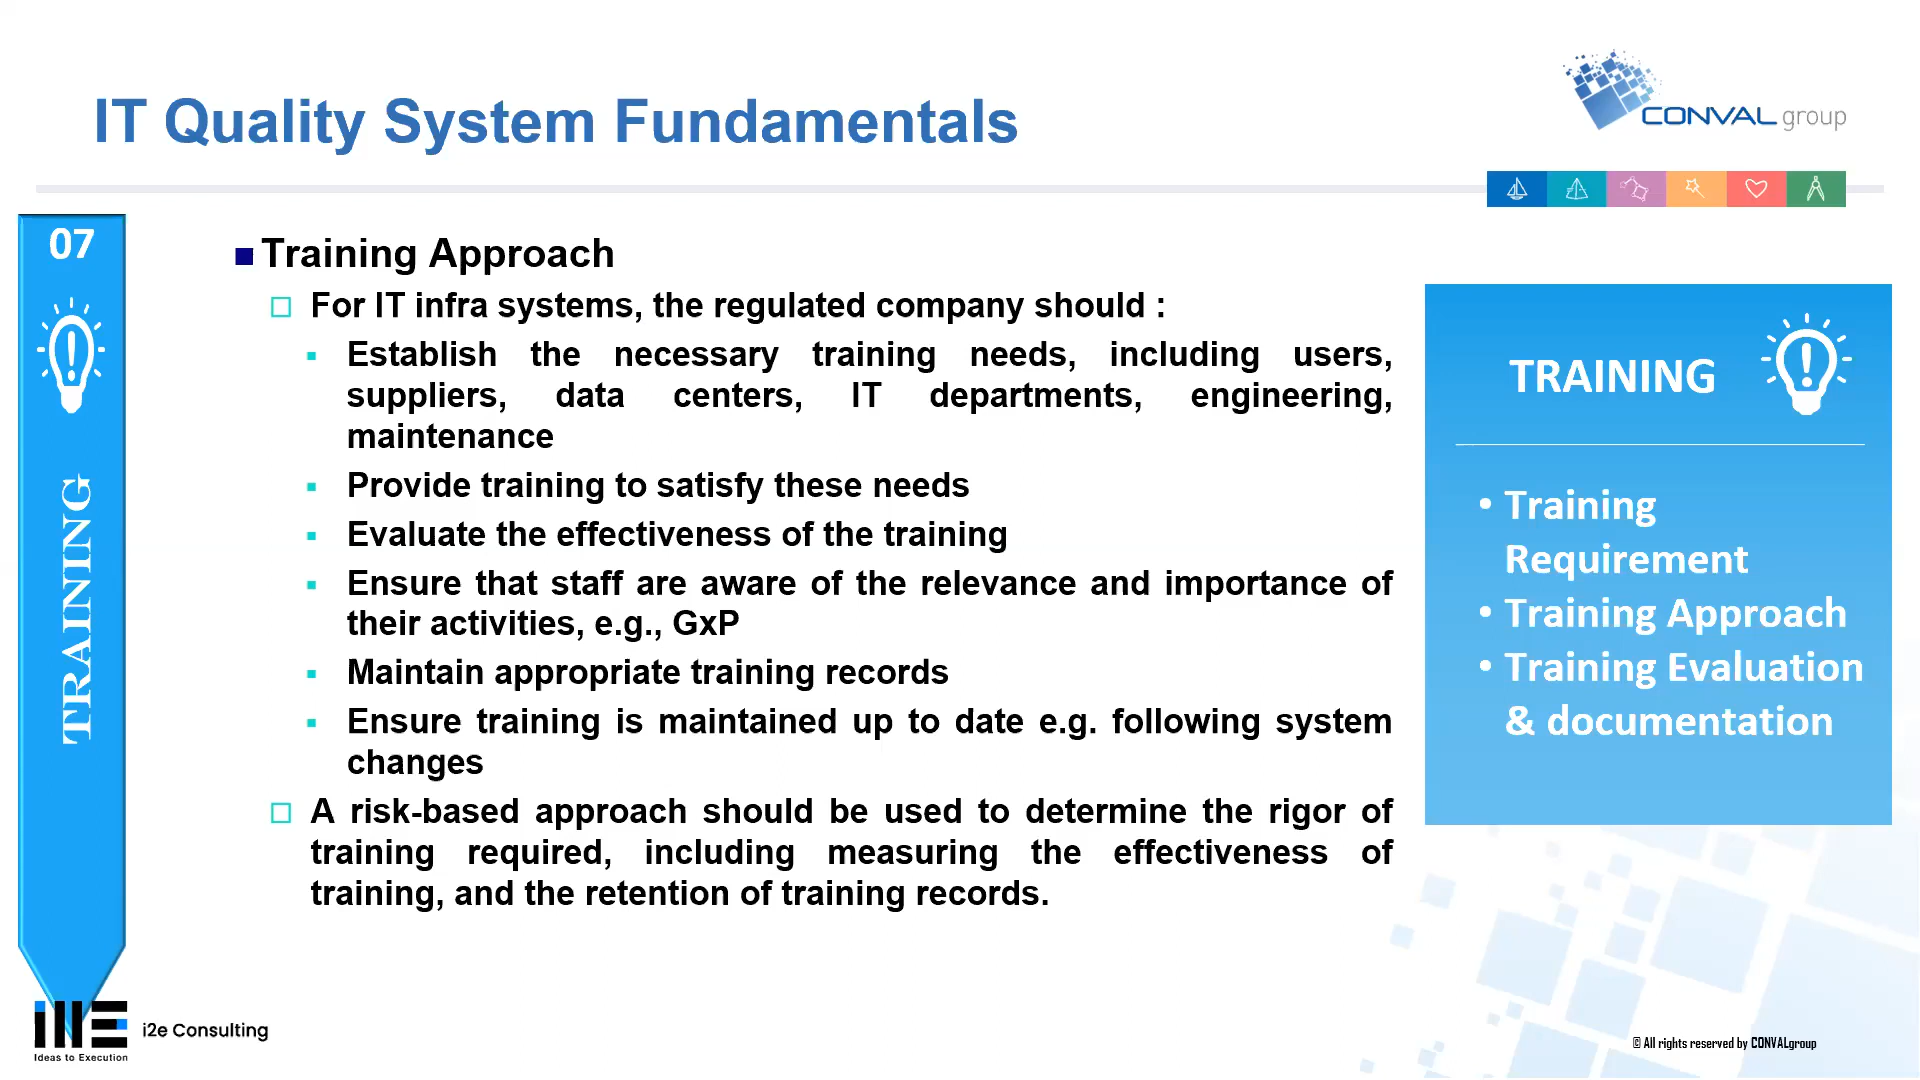 IT Quality System Fundamentals
CONVAL group
07
TRAINING
Training Approach
For IT infra systems, the regulated company should :
Establish the necessary training needs, including users,
suppliers, data centers, IT departments, engineering,
maintenance
Provide training to satisfy these needs
Evaluate the effectiveness of the training
Ensure that staff are aware of the relevance and importance of
their activities, e.g., GxP
Maintain appropriate training records
Ensure training is maintained up to date e.g. following system
changes
A risk-based approach should be used to determine the rigor of
training required, including measuring the effectiveness of
training, and the retention of training records.
TRAINING
• Training
Requirement
• Training Approach
• Training Evaluation
& documentation
i2e Consulting
Ideas to Execution
© All rights reserved by CONVALgroup